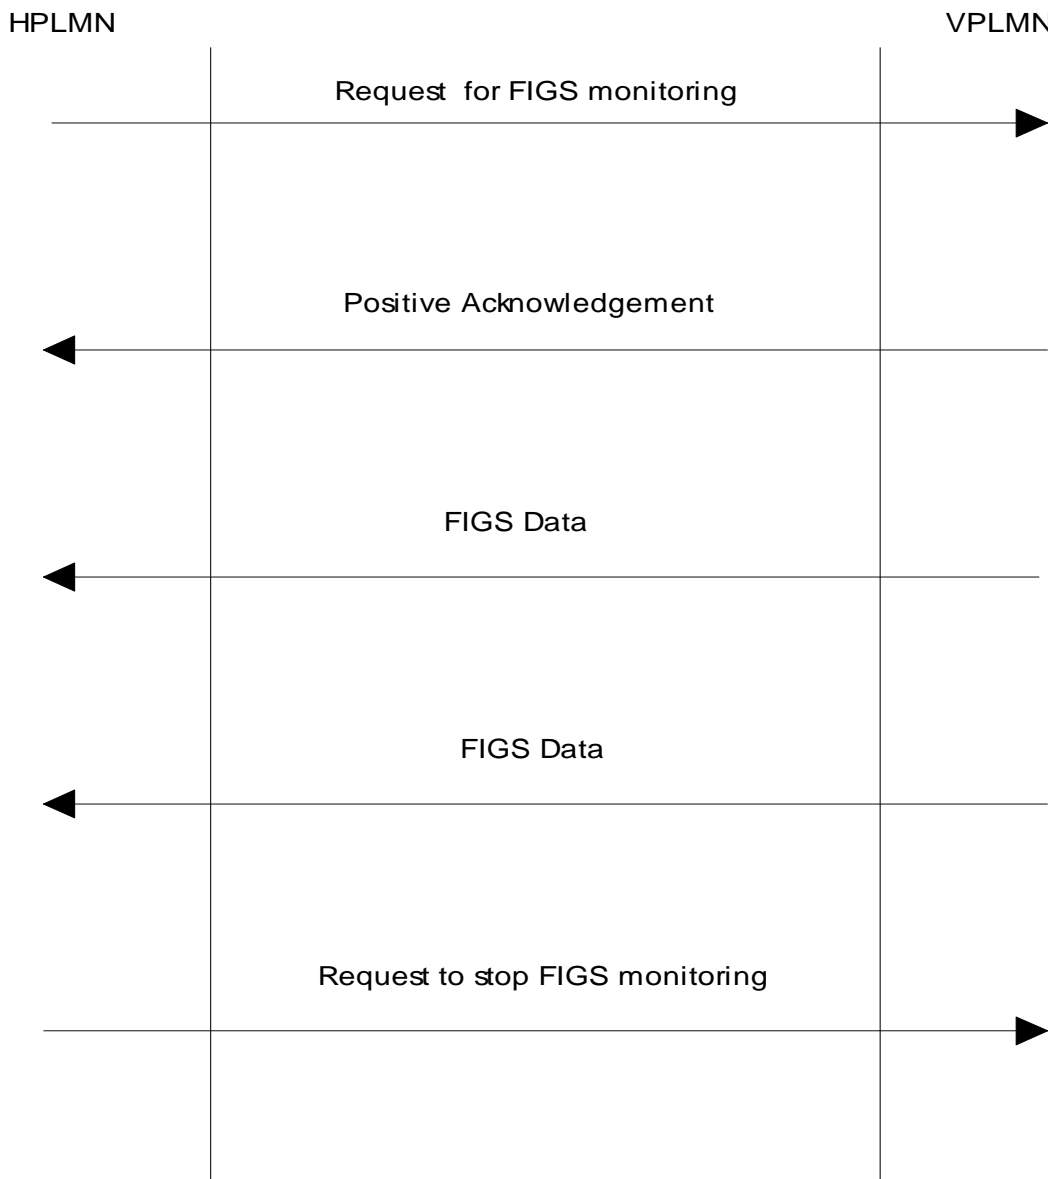 HPLMN VPLMN
Request for FIGS monitoring
Positive Acknowledgement
FIGS Data
FIGS Data
Request to stop FIGS monitoring